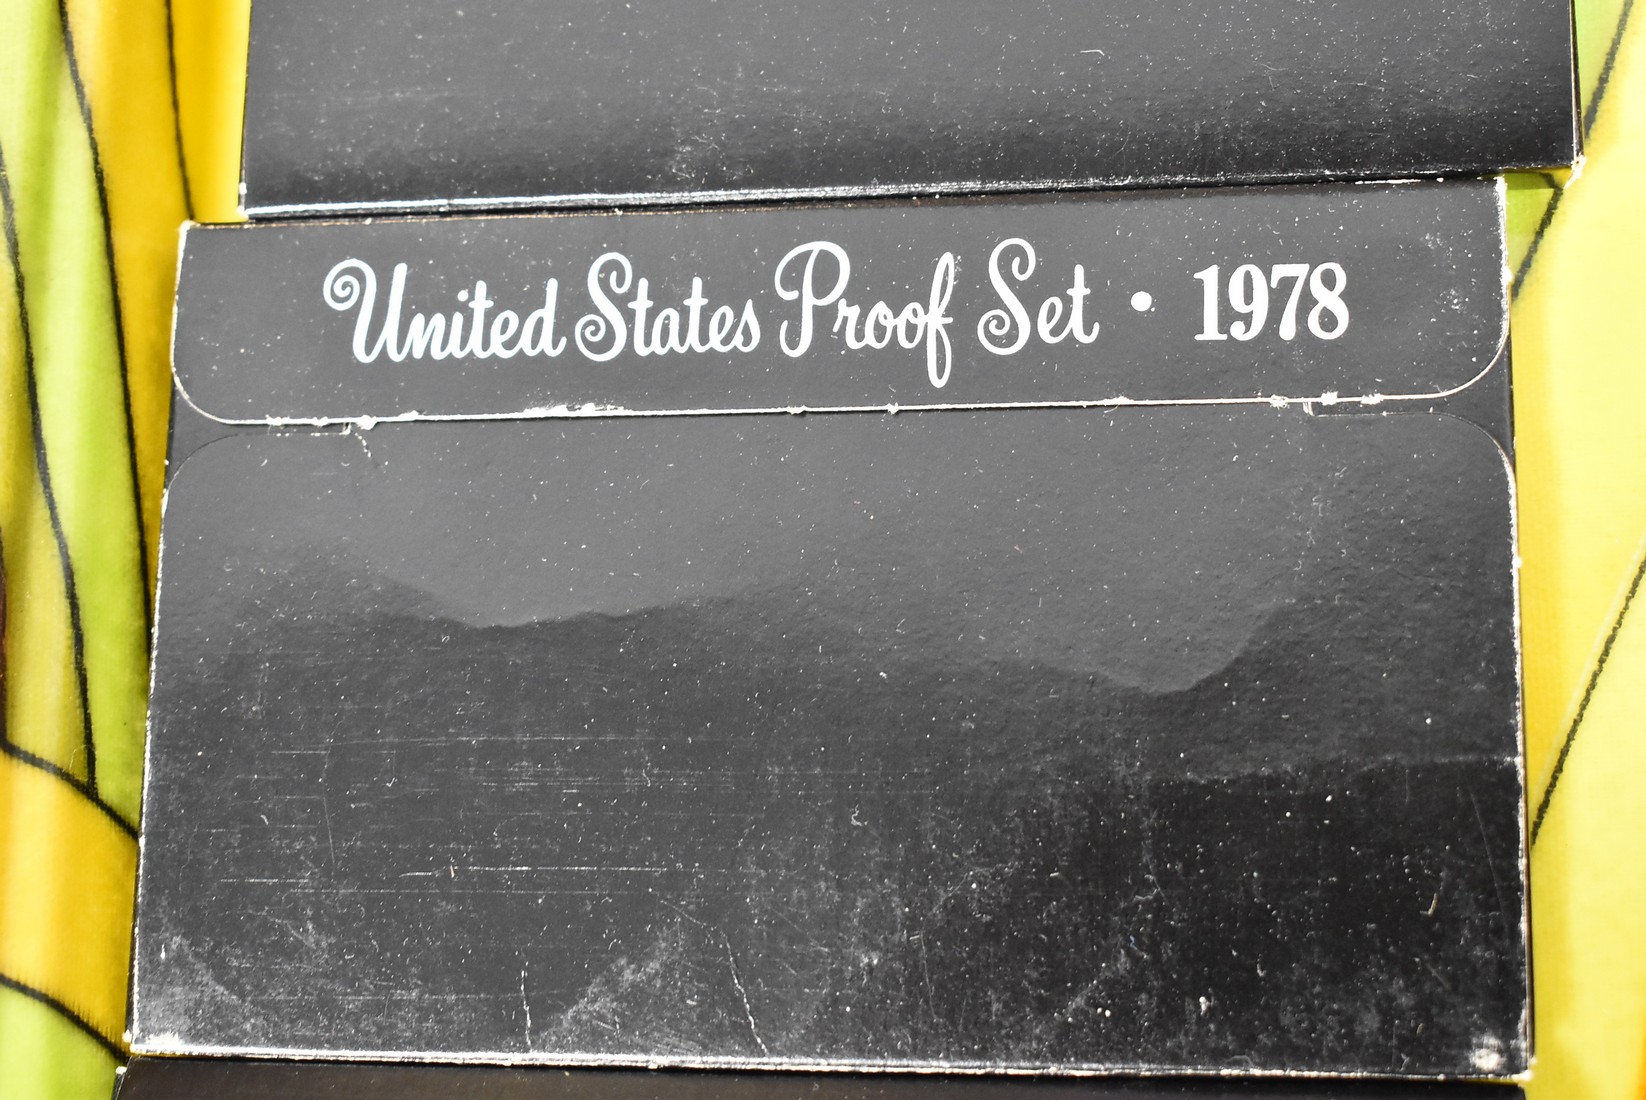 United States Proof Set • 1978